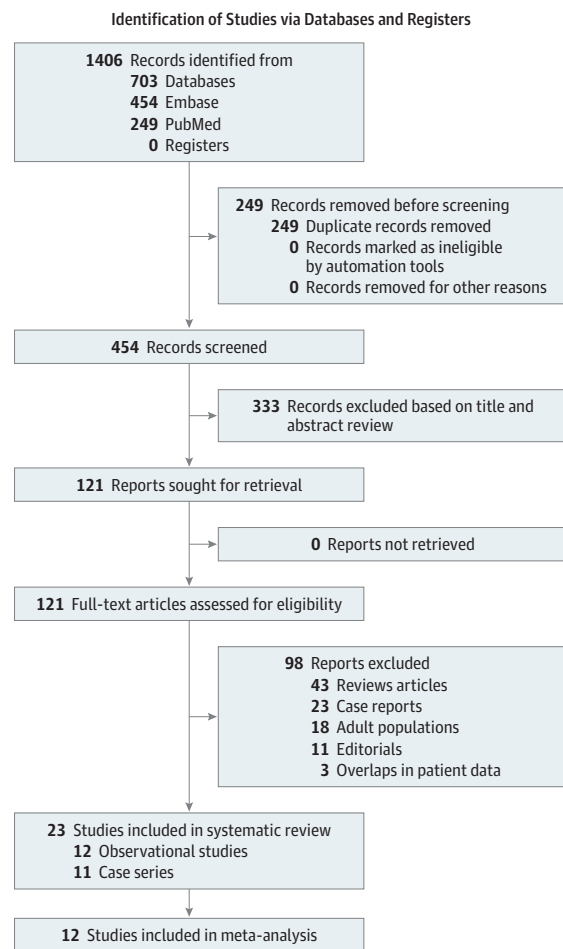 Identification of Studies via Databases and Registers
1406 Records identified from
703 Databases
454 Embase
249 PubMed
0 Registers
249 Records removed before screening
249 Duplicate records removed
0 Records marked as ineligible
by automation tools
0 Records removed for other reasons
454 Records screened
333 Records excluded based on title and
abstract review
121 Reports sought for retrieval
0 Reports not retrieved
121 Full-text articles assessed for eligibility
98 Reports excluded
43 Reviews articles
23 Case reports
18 Adult populations
11 Editorials
3 Overlaps in patient data
23 Studies included in systematic review
12 Observational studies
11 Case series
12 Studies included in meta-analysis